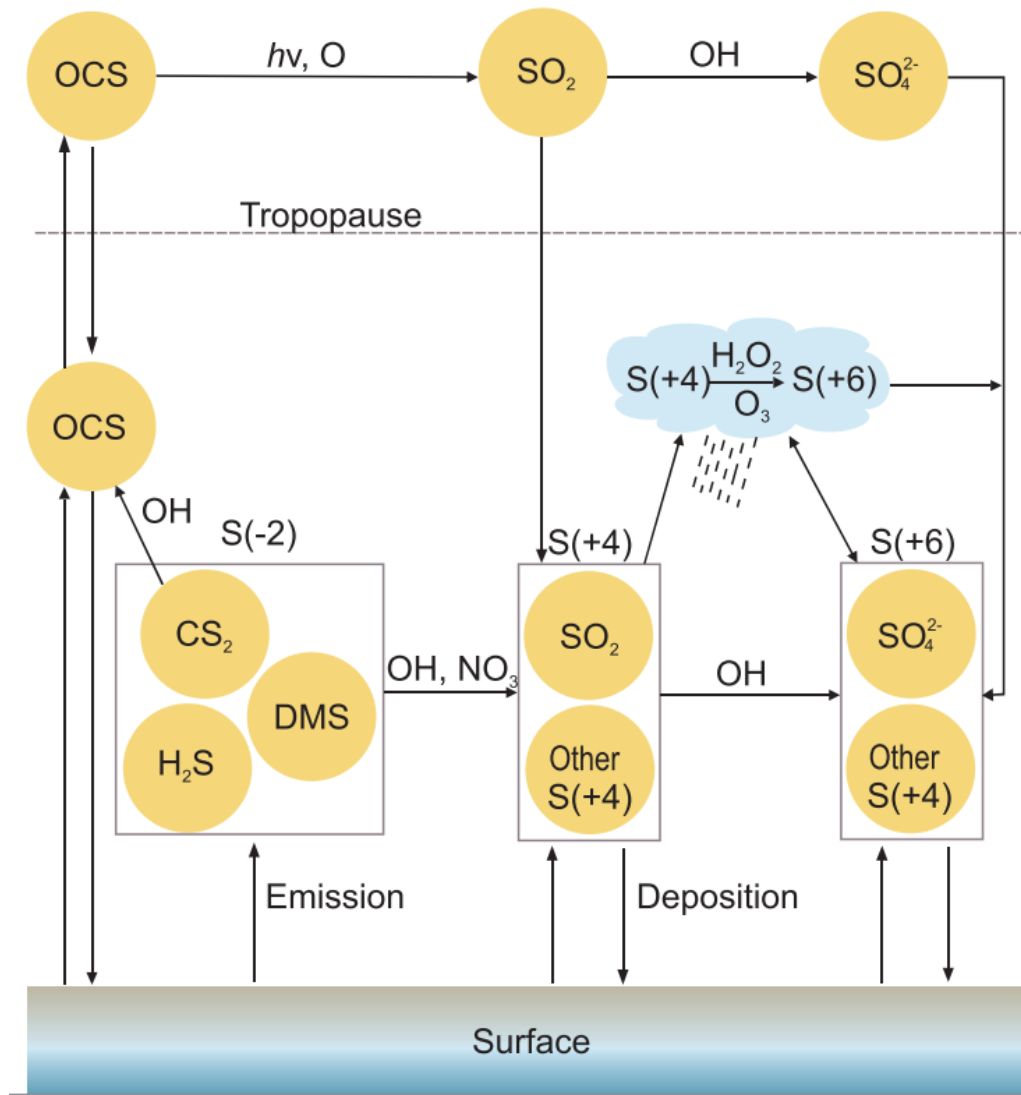 OCS
hv, O
SO₂
OH
SO₄²⁻
Tropopause
H₂O₂
S(+4)
S(+6)
O₃
OCS
OH
S(-2)
S(+4)
S(+6)
CS₂
SO₂
SO₄²⁻
OH, NO₃
OH
DMS
H₂S
Other
S(+4)
Other
S(+4)
Emission
Deposition
Surface